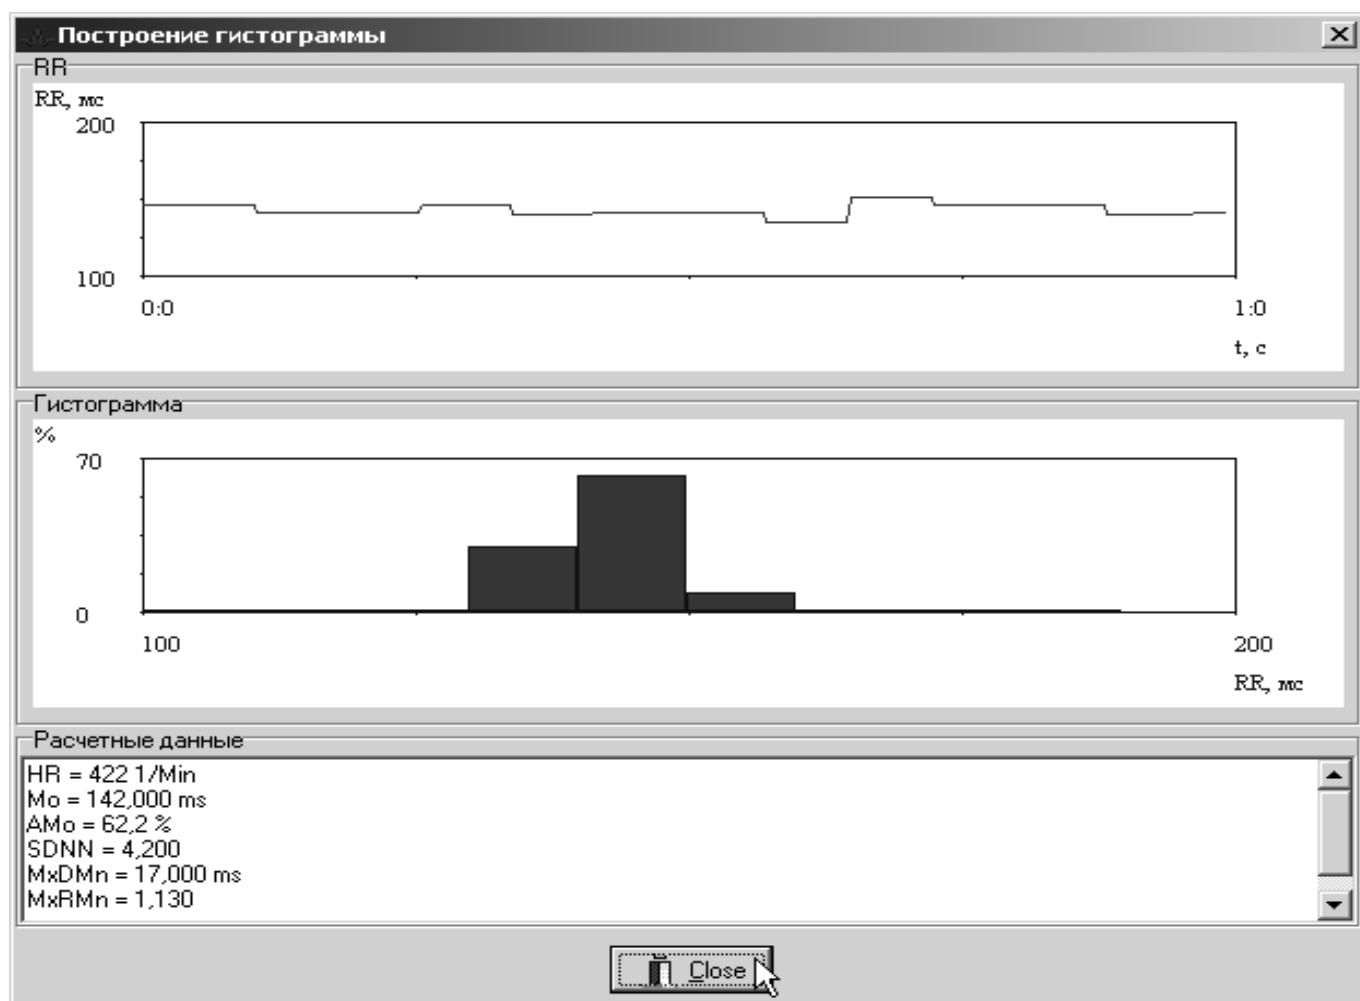 Построение гистограммы
RR
RR, мс
200
100
0:0
1:0
t, с
Гистограмма
%
70
0
100
200
RR, мс
Расчетные данные
HR = 422 1/Min
Mo = 142,000 ms
AMo = 62,2 %
SDNN = 4,200
MxDMn = 17,000 ms
MxRMn = 1,130
Close